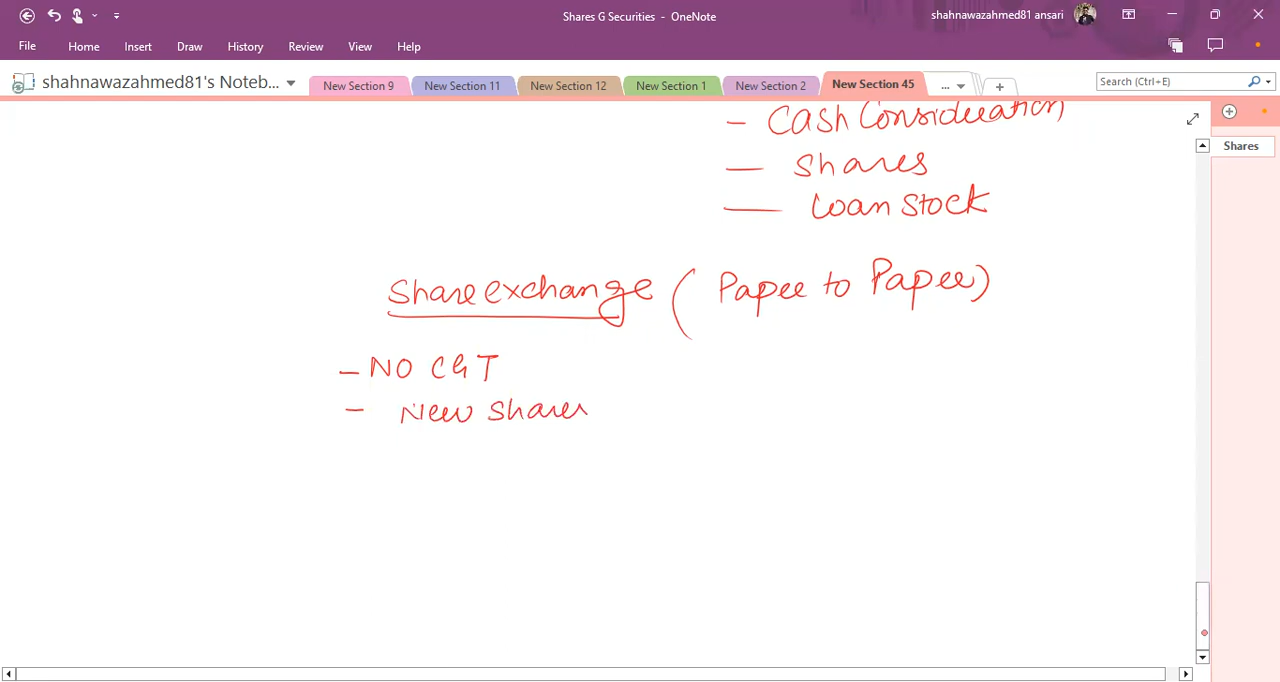 Shares G Securities - OneNote
shahnawazahmed81 ansari
File Home Insert Draw History Review View Help
shahnawazahmed81's Noteb...
New Section 9
New Section 11
New Section 12
New Section 1
New Section 2
New Section 45
...
Search (Ctrl+E)
Shares
- Cash Consideration
- Shares
- Loan Stock
Share exchange (Paper to Paper)
- NO CGT
- New Shares